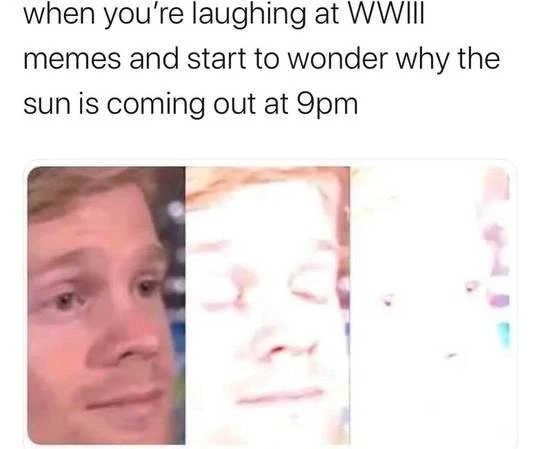 when you're laughing at WWIII
memes and start to wonder why the
sun is coming out at 9pm